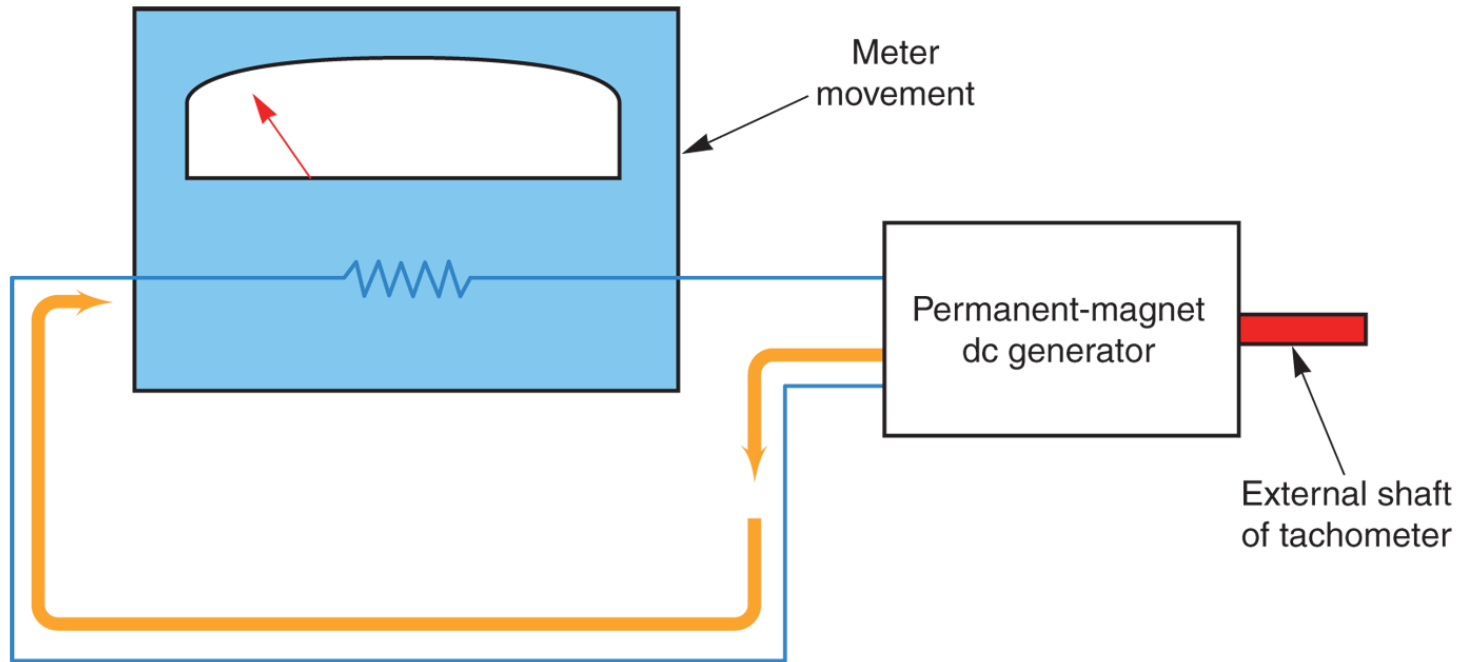 Meter
movement
Permanent-magnet
dc generator
External shaft
of tachometer